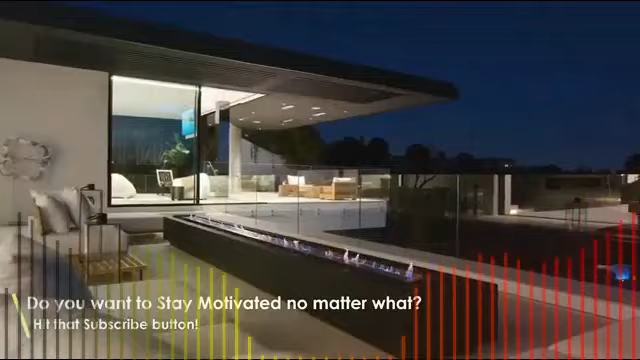 Do you want to Stay Motivated no matter what?
Hit that Subscribe button!